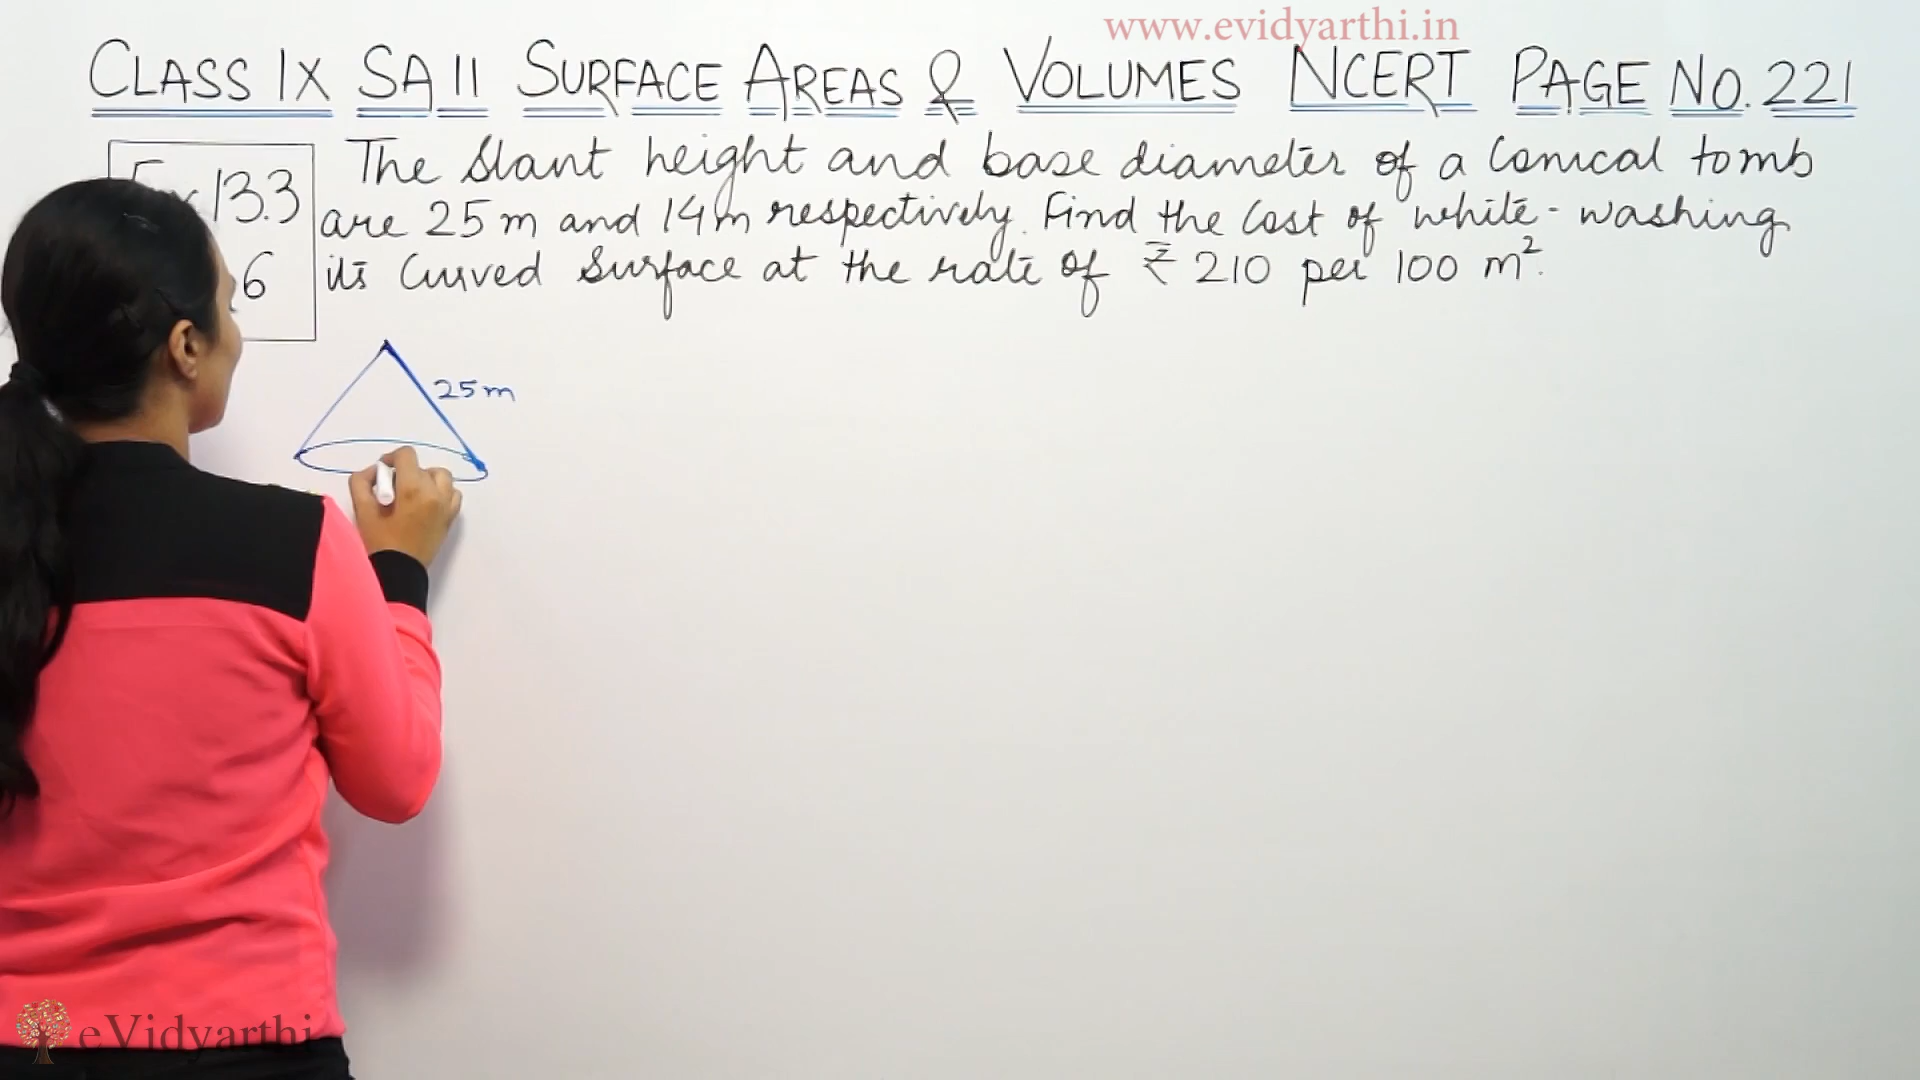 www.evidyarthi.in
CLASS IX SA II SURFACE AREAS & VOLUMES NCERT PAGE NO. 221
13.3
6
The slant height and base diameter of a conical tomb
are 25 m and 14 m respectively. Find the cost of white-washing
its curved surface at the rate of ₹ 210 per 100 m².
25 m
eVidyarthi